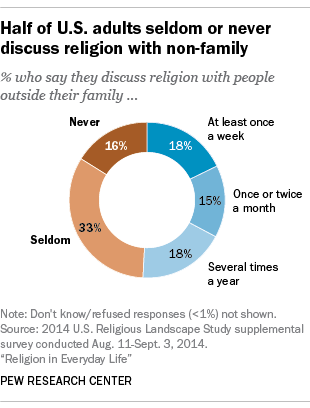 Half of U.S. adults seldom or never
discuss religion with non-family
% who say they discuss religion with people
outside their family ...
Never
16%
At least once
a week
18%
Once or twice
a month
15%
Several times
a year
18%
Seldom
33%
Note: Don't know/refused responses (<1%) not shown.
Source: 2014 U.S. Religious Landscape Study supplemental
survey conducted Aug. 11-Sept. 3, 2014.
“Religion in Everyday Life”
PEW RESEARCH CENTER